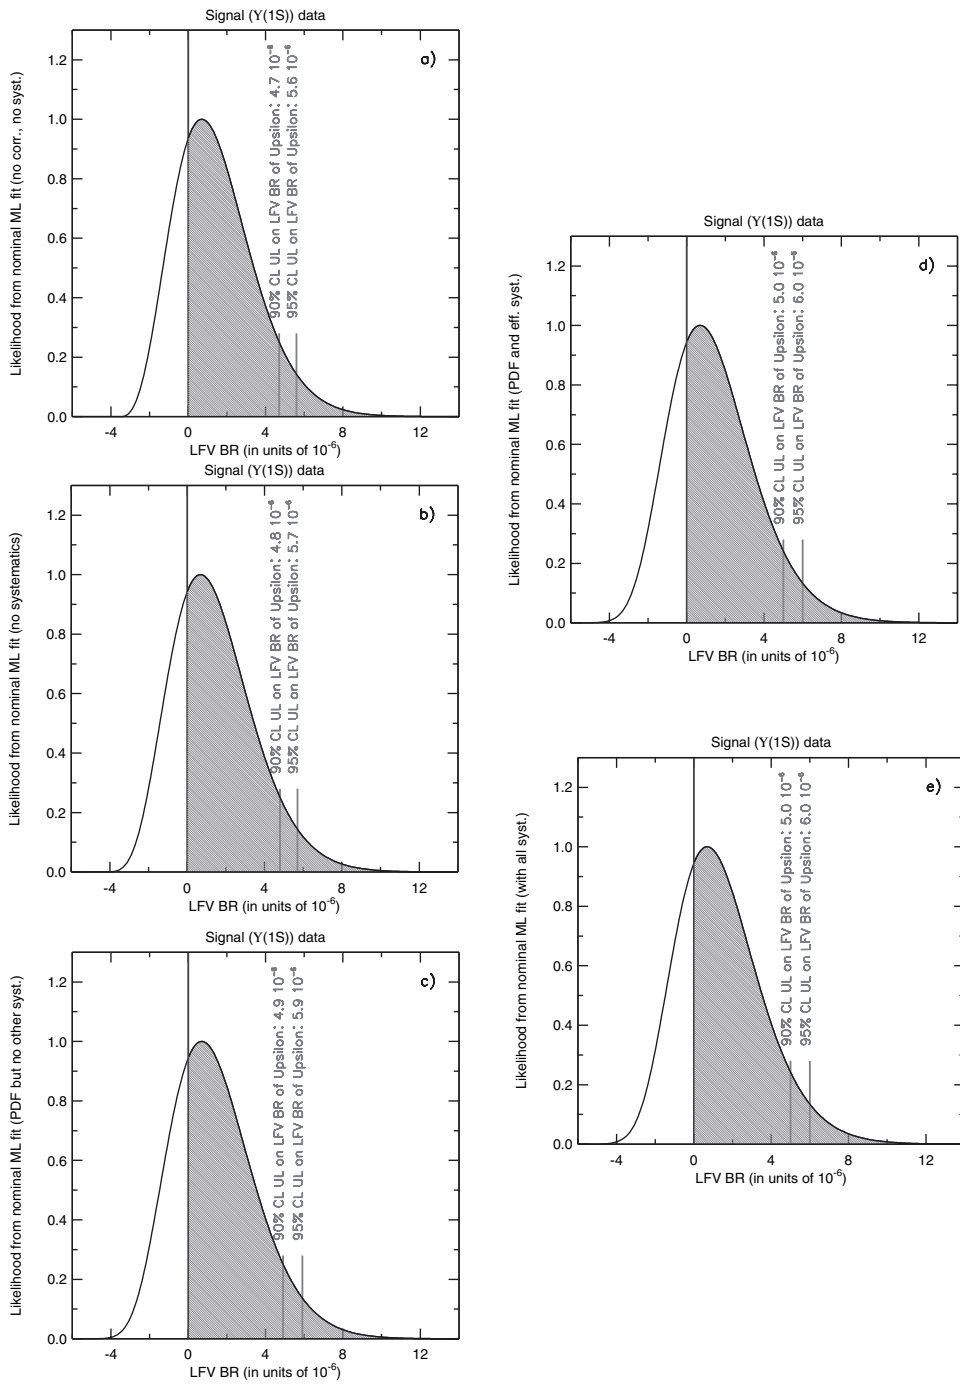 Signal (ϒ(1S)) data
a)
Likelihood from nominal ML fit (no corr., no syst.)
1.2
1.0
0.8
0.6
0.4
0.2
0.0
90% CL UL on LFV BR of Upsilon: 4.7 10⁻⁶
95% CL UL on LFV BR of Upsilon: 5.6 10⁻⁶
-4 0 4 8 12
LFV BR (in units of 10⁻⁶)
Signal (ϒ(1S)) data
b)
Likelihood from nominal ML fit (no systematics)
1.2
1.0
0.8
0.6
0.4
0.2
0.0
90% CL UL on LFV BR of Upsilon: 4.8 10⁻⁶
95% CL UL on LFV BR of Upsilon: 5.7 10⁻⁶
-4 0 4 8 12
LFV BR (in units of 10⁻⁶)
Signal (ϒ(1S)) data
c)
Likelihood from nominal ML fit (PDF but no other syst.)
1.2
1.0
0.8
0.6
0.4
0.2
0.0
90% CL UL on LFV BR of Upsilon: 4.9 10⁻⁶
95% CL UL on LFV BR of Upsilon: 5.9 10⁻⁶
-4 0 4 8 12
LFV BR (in units of 10⁻⁶)
Signal (ϒ(1S)) data
d)
Likelihood from nominal ML fit (PDF and eff. syst.)
1.2
1.0
0.8
0.6
0.4
0.2
0.0
90% CL UL on LFV BR of Upsilon: 5.0 10⁻⁶
95% CL UL on LFV BR of Upsilon: 6.0 10⁻⁶
-4 0 4 8 12
LFV BR (in units of 10⁻⁶)
Signal (ϒ(1S)) data
e)
Likelihood from nominal ML fit (with all syst.)
1.2
1.0
0.8
0.6
0.4
0.2
0.0
90% CL UL on LFV BR of Upsilon: 5.0 10⁻⁶
95% CL UL on LFV BR of Upsilon: 6.0 10⁻⁶
-4 0 4 8 12
LFV BR (in units of 10⁻⁶)